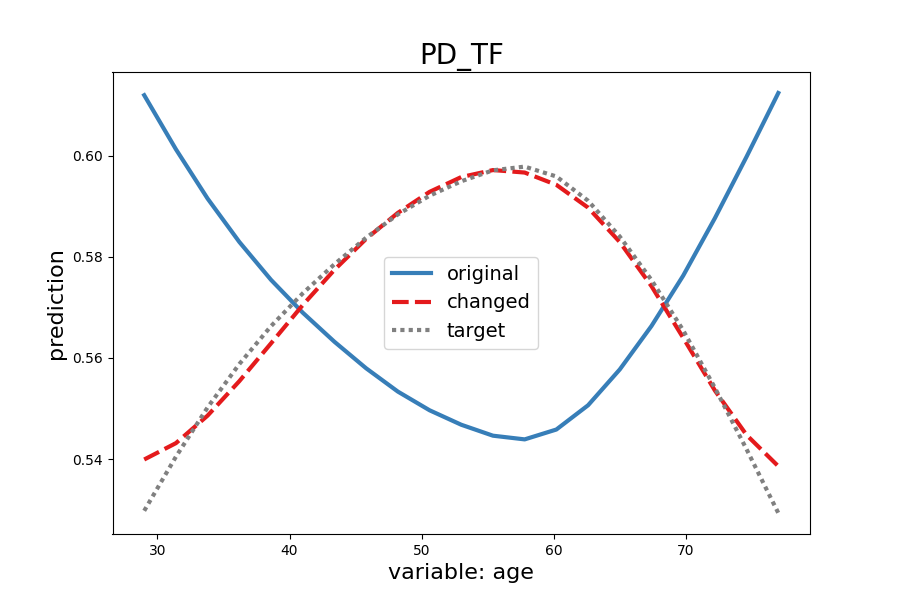 PD_TF
prediction
0.60
0.58
0.56
0.54
original
changed
target
30 40 50 60 70
variable: age